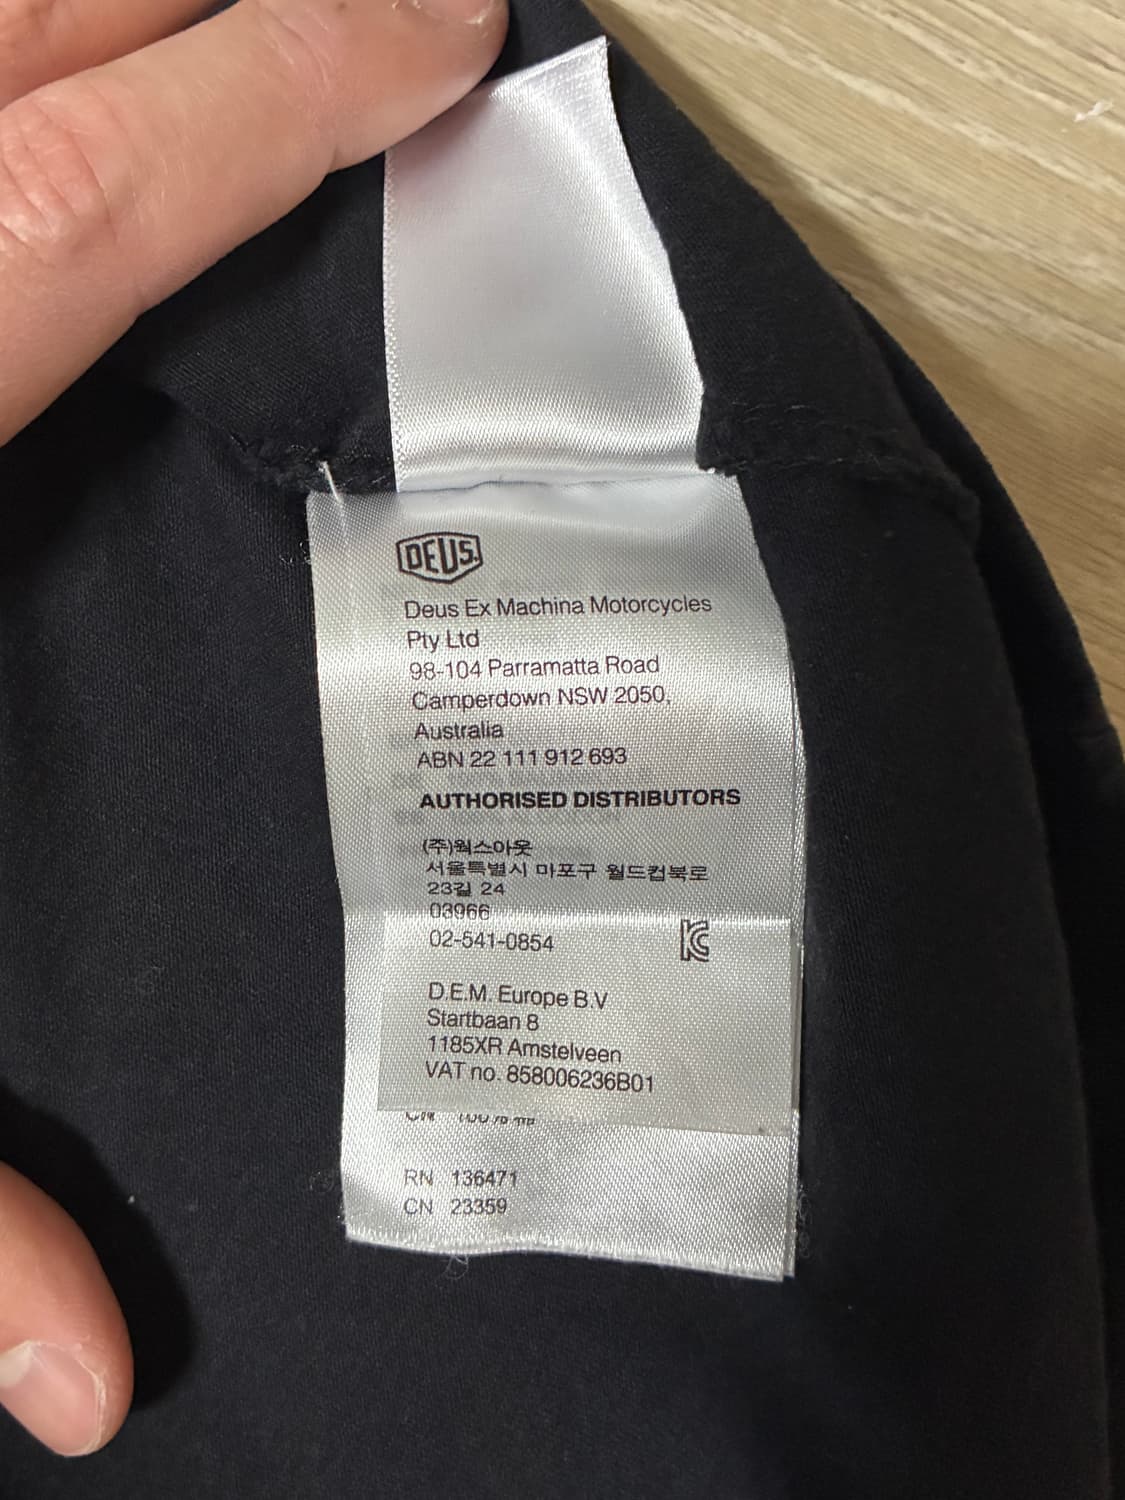 DEUS.
Deus Ex Machina Motorcycles
Pty Ltd
98-104 Parramatta Road
Camperdown NSW 2050,
Australia
ABN 22 111 912 693
AUTHORISED DISTRIBUTORS
(주)웍스아웃
서울특별시 마포구 월드컵북로
23길 24
03966
02-541-0854
D.E.M. Europe B.V
Startbaan 8
1185XR Amstelveen
VAT no. 858006236B01
RN 136471
CN 23359